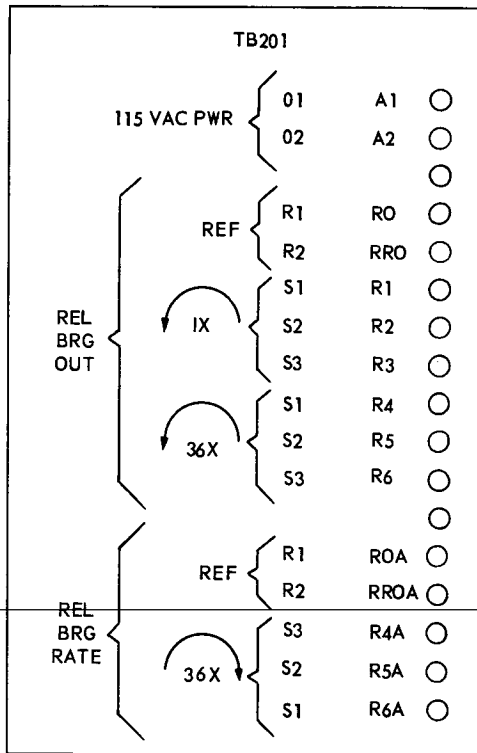 TB201
115 VAC PWR
01 A1
02 A2
REL
BRG
OUT
REF
R1 RO
R2 RRO
1X
S1 R1
S2 R2
S3 R3
36X
S1 R4
S2 R5
S3 R6
REL
BRG
RATE
REF
R1 ROA
R2 RROA
36X
S3 R4A
S2 R5A
S1 R6A